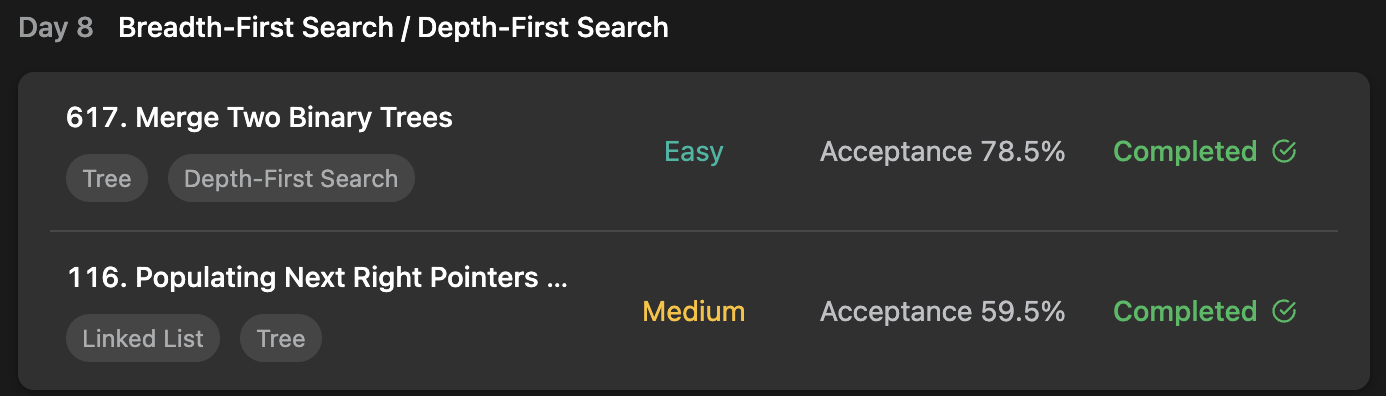 Day 8 Breadth-First Search / Depth-First Search
617. Merge Two Binary Trees
Easy Acceptance 78.5% Completed
Tree Depth-First Search
116. Populating Next Right Pointers ...
Medium Acceptance 59.5% Completed
Linked List Tree